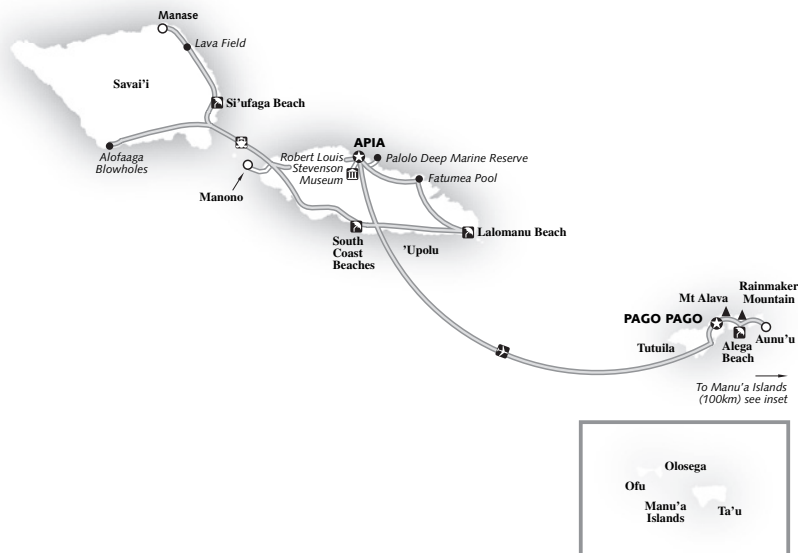 Manase
Lava Field
Savai'i
Si'ufaga Beach
Alofaaga
Blowholes
APIA
Robert Louis
Stevenson
Museum
Palolo Deep Marine Reserve
Fatumea Pool
Manono
South
Coast
Beaches
'Upolu
Lalomanu Beach
Rainmaker
Mountain
Mt Alava
PAGO PAGO
Tutuila
Alega
Beach
Aunu'u
To Manu'a Islands
(100km) see inset
Olosega
Ofu
Manu'a
Islands
Ta'u